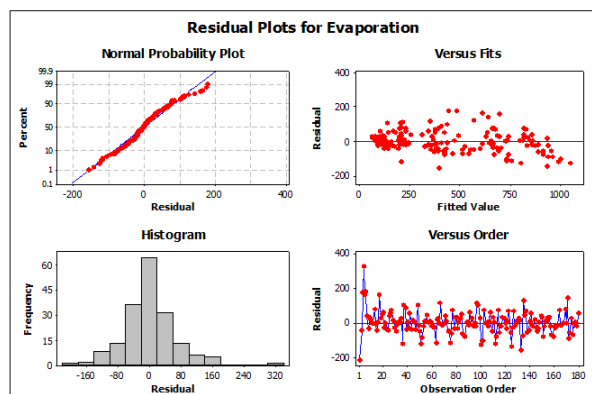 Residual Plots for Evaporation
Normal Probability Plot
Percent
99.9
99
90
50
10
1
0.1
-200 0 200 400
Residual
Versus Fits
Residual
400
200
0
-200
0 250 500 750 1000
Fitted Value
Histogram
Frequency
60
45
30
15
0
-160 -80 0 80 160 240 320
Residual
Versus Order
Residual
400
200
0
-200
1 20 40 60 80 100 120 140 160 180
Observation Order